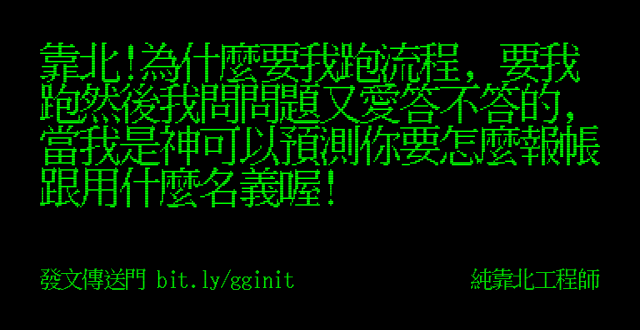 靠北!為什麼要我跑流程, 要我
跑然後我問問題又愛答不答的,
當我是神可以預測你要怎麼報帳
跟用什麼名義喔!
發文傳送門 bit.ly/gginit
純靠北工程師